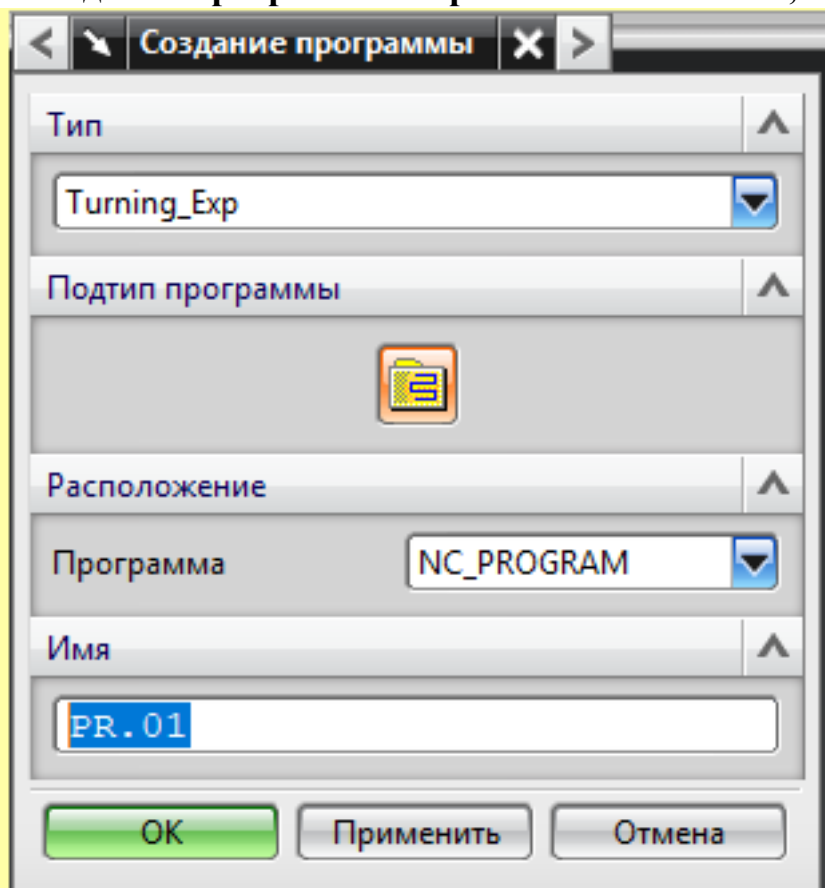 Создание программы
Тип
Turning_Exp
Подтип программы
Расположение
Программа NC_PROGRAM
Имя
PR.01
OK Применить Отмена